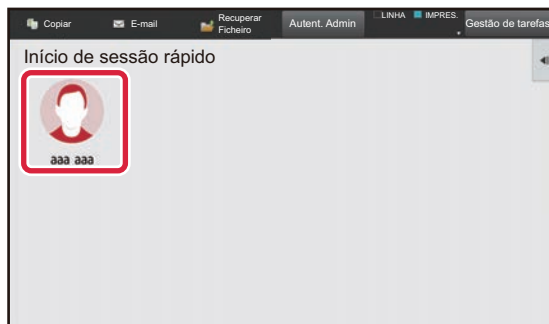 Copiar
E-mail
Recuperar
Ficheiro
Autent. Admin
LINHA
IMPRES.
Gestão de tarefas
Início de sessão rápido
aaa aaa